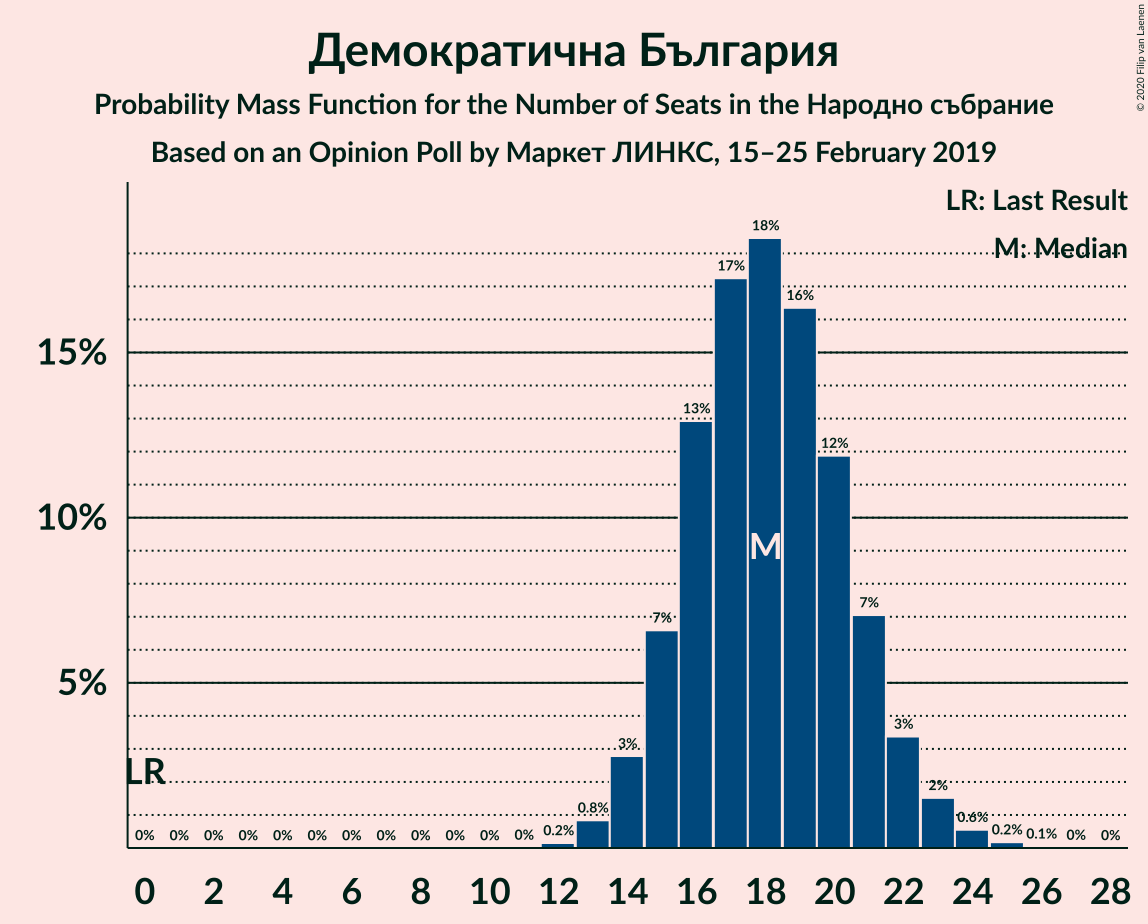 Демократична България
Probability Mass Function for the Number of Seats in the Народно събрание
Based on an Opinion Poll by Маркет ЛИНКС, 15–25 February 2019
© 2020 Filip van Laenen
LR: Last Result
M: Median
15%
10%
5%
LR
M
0% 0% 0% 0% 0% 0% 0% 0% 0% 0% 0% 0% 0.2% 0.8% 3% 7% 13% 17% 18% 16% 12% 7% 3% 2% 0.6% 0.2% 0.1% 0% 0%
0 2 4 6 8 10 12 14 16 18 20 22 24 26 28